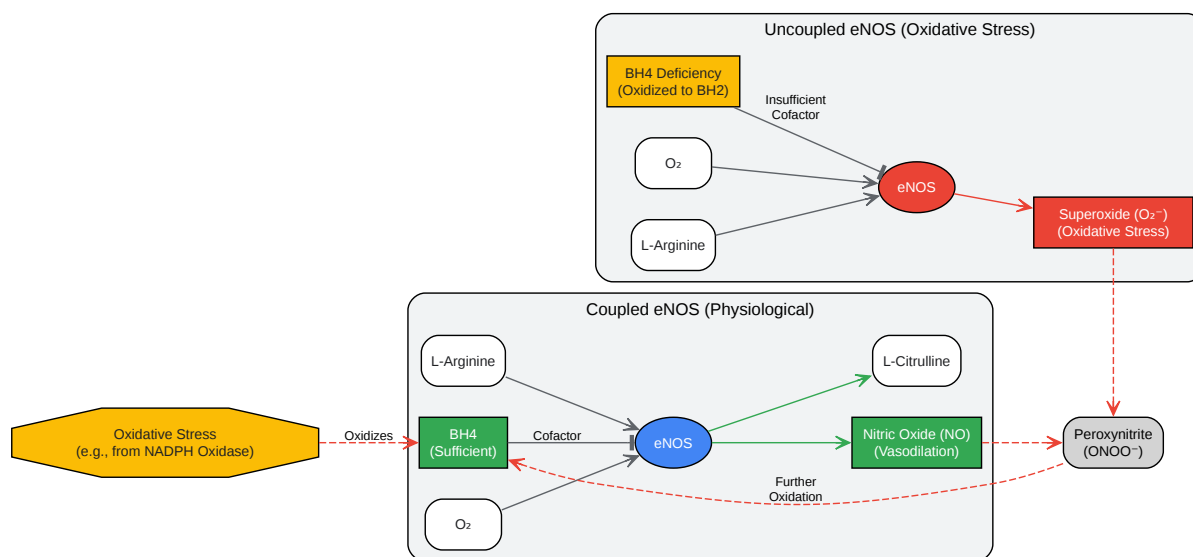 Uncoupled eNOS (Oxidative Stress)
BH4 Deficiency
(Oxidized to BH2)
Insufficient
Cofactor
O₂
eNOS
L-Arginine
Superoxide (O₂⁻)
(Oxidative Stress)
Coupled eNOS (Physiological)
L-Arginine
L-Citrulline
Oxidative Stress
(e.g., from NADPH Oxidase)
Oxidizes
BH4
(Sufficient)
Cofactor
eNOS
Nitric Oxide (NO)
(Vasodilation)
Peroxynitrite
(ONOO⁻)
Further
Oxidation
O₂